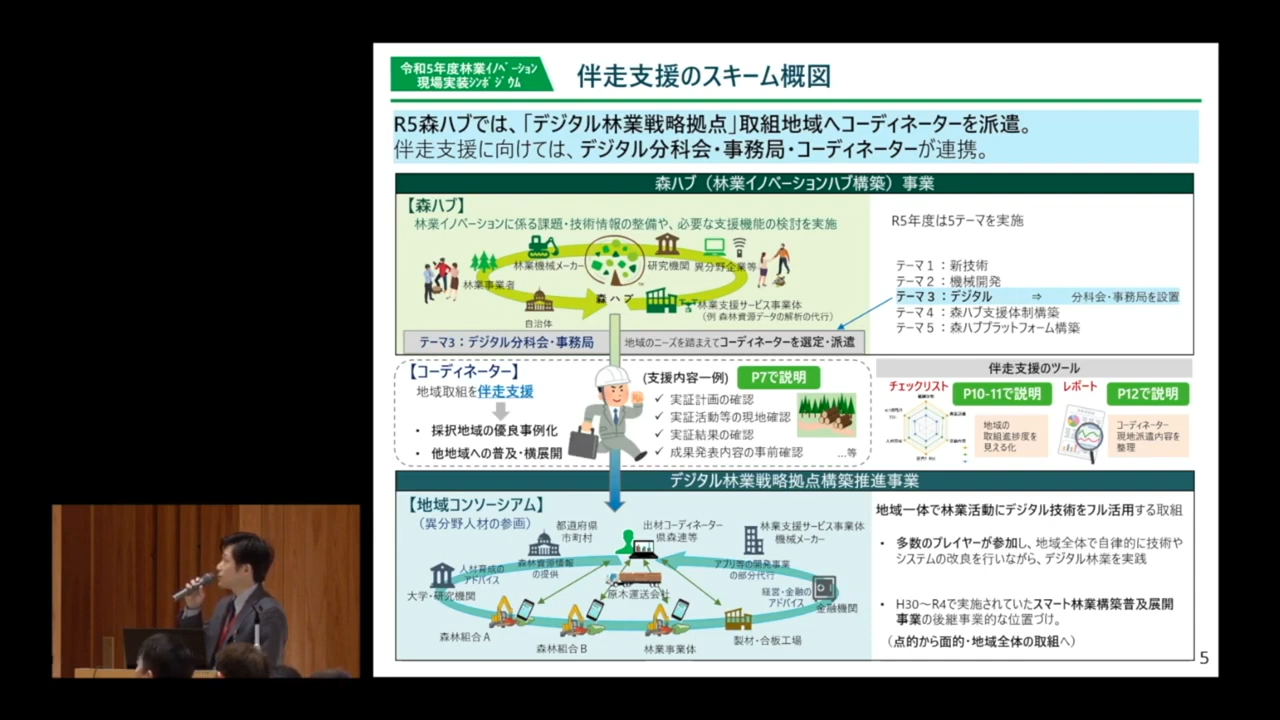 令和5年度林業ｲﾉﾍﾞｰｼｮﾝ
現場実装ｼﾝﾎﾟｼﾞｳﾑ
伴走支援のスキーム概図
R5森ハブでは、「デジタル林業戦略拠点」取組地域へコーディネーターを派遣。
伴走支援に向けては、デジタル分科会・事務局・コーディネーターが連携。
森ハブ（林業イノベーションハブ構築）事業
【森ハブ】
林業イノベーションに係る課題・技術情報の整備や、必要な支援機能の検討を実施
林業機械メーカー
研究機関
異分野企業等
林業事業者
森ハブ
自治体
林業支援サービス事業体
（例 森林資源データの解析の代行）
テーマ3：デジタル分科会・事務局
地域のニーズを踏まえてコーディネーターを選定・派遣
R5年度は5テーマを実施
テーマ１：新技術
テーマ２：機械開発
テーマ３：デジタル ⇒ 分科会・事務局を設置
テーマ４：森ハブ支援体制構築
テーマ５：森ハブプラットフォーム構築
【コーディネーター】
地域取組を伴走支援
・ 採択地域の優良事例化
・ 他地域への普及・横展開
(支援内容一例)
P7で説明
✓ 実証計画の確認
✓ 実証活動等の現地確認
✓ 実証結果の確認
✓ 成果発表内容の事前確認
…等
伴走支援のツール
チェックリスト
P10-11で説明
地域の
取組進捗度を
見える化
レポート
P12で説明
コーディネーター
現地派遣内容を
整理
デジタル林業戦略拠点構築推進事業
【地域コンソーシアム】
（異分野人材の参画）
都道府県
市町村
出材コーディネーター
県森連等
林業支援サービス事業体
機械メーカー
森林資源情報
の提供
人材育成の
アドバイス
大学・研究機関
原木運送会社
アプリ等の開発事業
の部分代行
経営・金融の
アドバイス
金融機関
森林組合A
森林組合B
林業事業体
製材・合板工場
地域一体で林業活動にデジタル技術をフル活用する取組
・ 多数のプレイヤーが参加し、地域全体で自律的に技術や
システムの改良を行いながら、デジタル林業を実践
・ H30～R4で実施されていたスマート林業構築普及展開
事業の後継事業的な位置づけ。
（点的から面的・地域全体の取組へ）
5